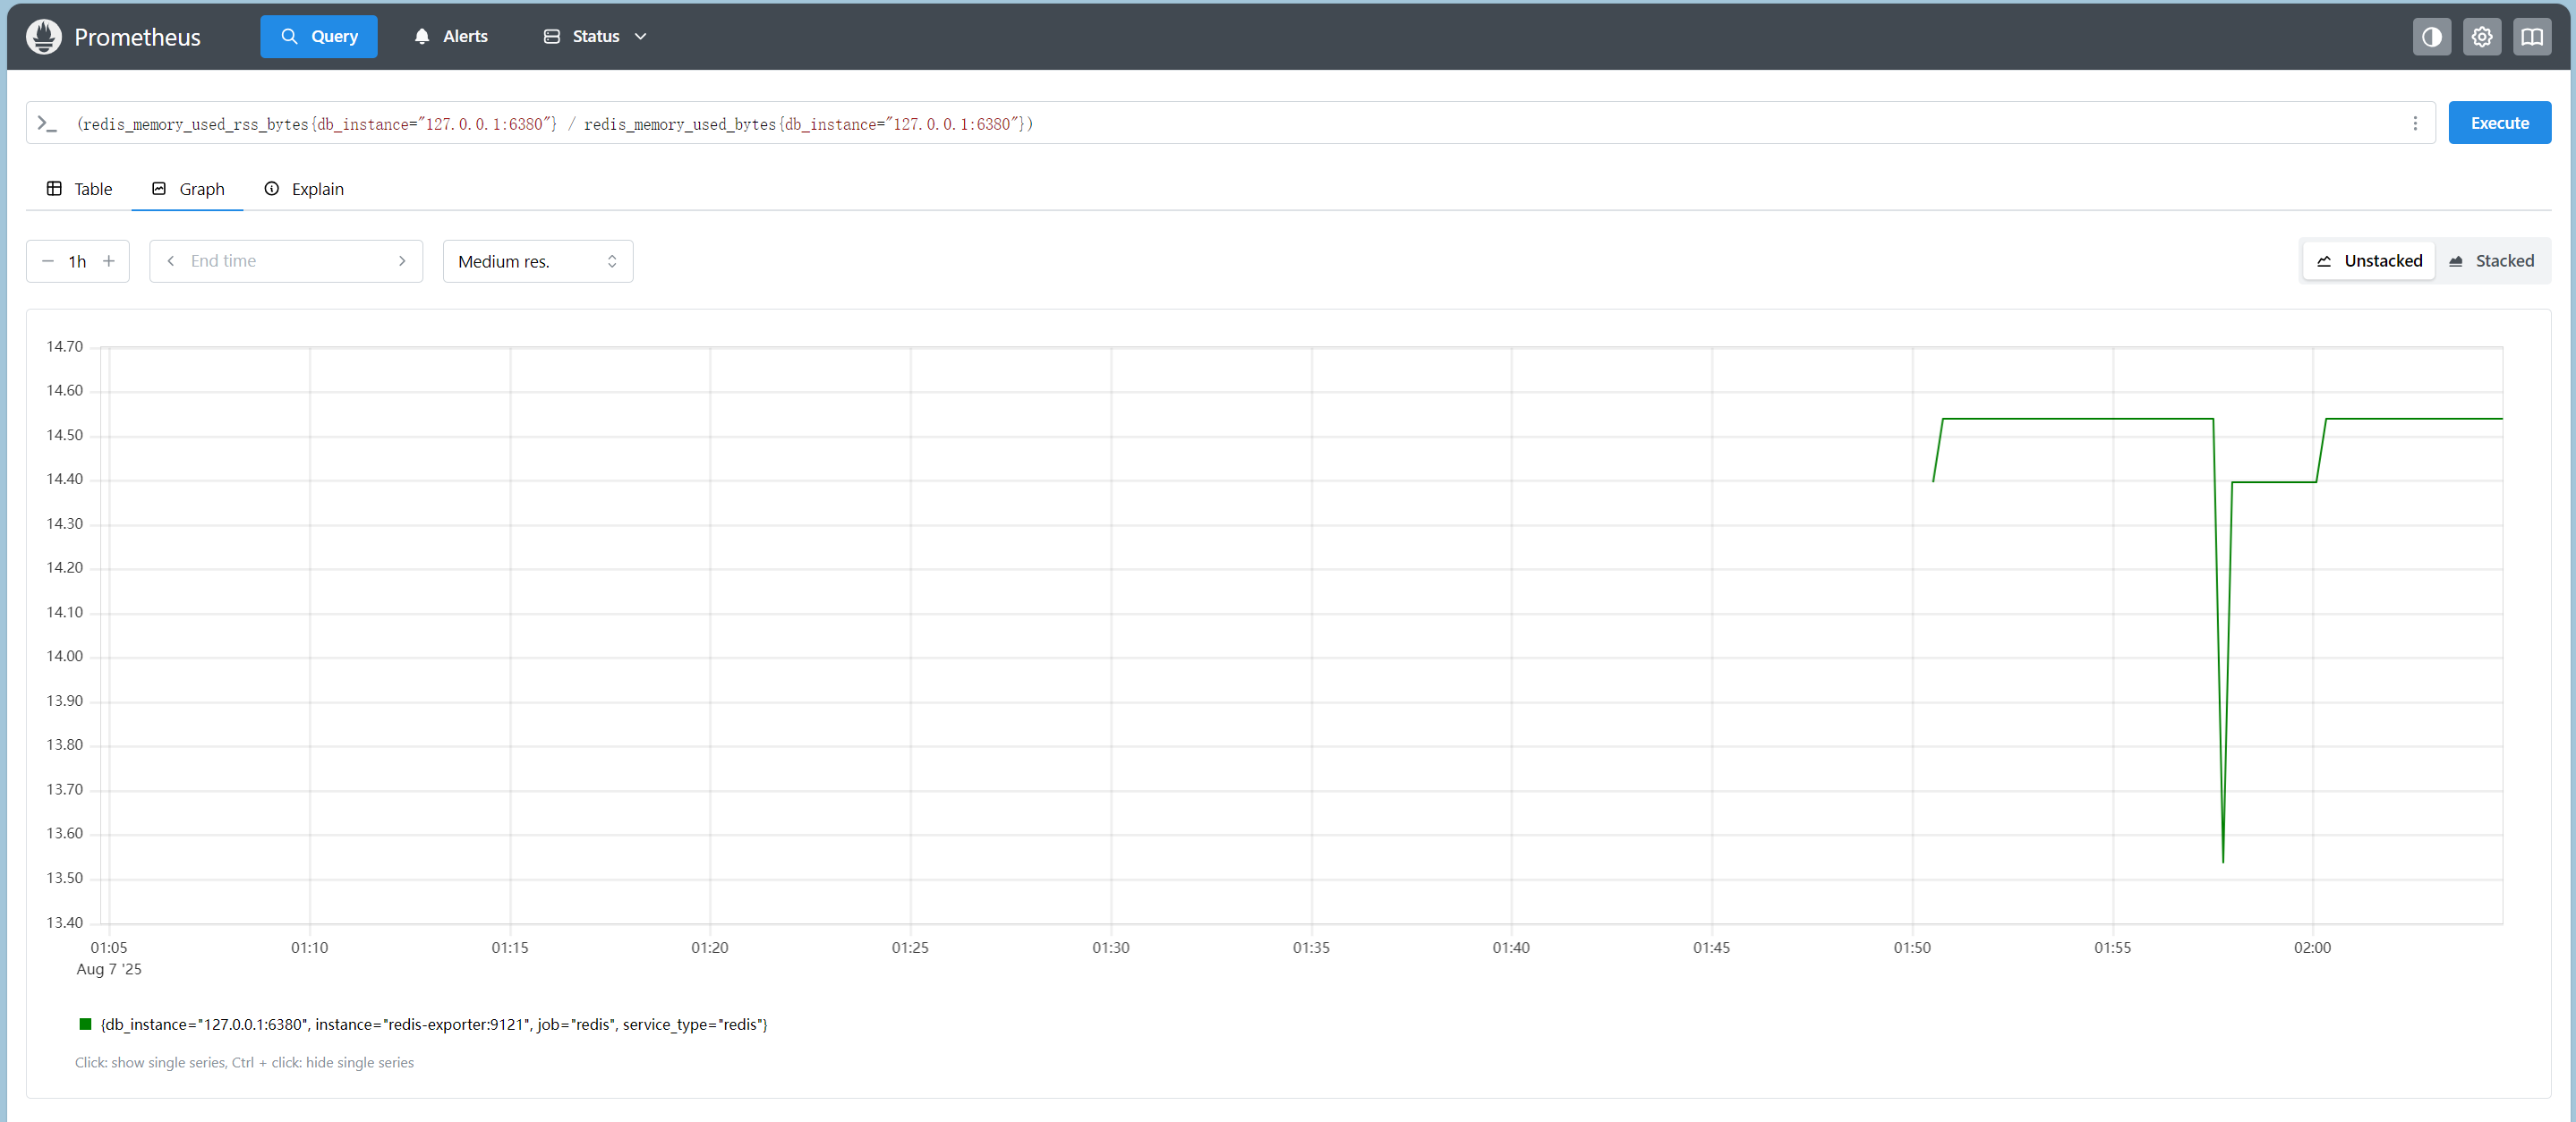 Prometheus Query Alerts Status
(redis_memory_used_rss_bytes{db_instance="127.0.0.1:6380"} / redis_memory_used_bytes{db_instance="127.0.0.1:6380"})
Execute
Table Graph Explain
1h End time Medium res. Unstacked Stacked
14.70
14.60
14.50
14.40
14.30
14.20
14.10
14.00
13.90
13.80
13.70
13.60
13.50
13.40
01:05 01:10 01:15 01:20 01:25 01:30 01:35 01:40 01:45 01:50 01:55 02:00
Aug 7 '25
{db_instance="127.0.0.1:6380", instance="redis-exporter:9121", job="redis", service_type="redis"}
Click: show single series, Ctrl + click: hide single series